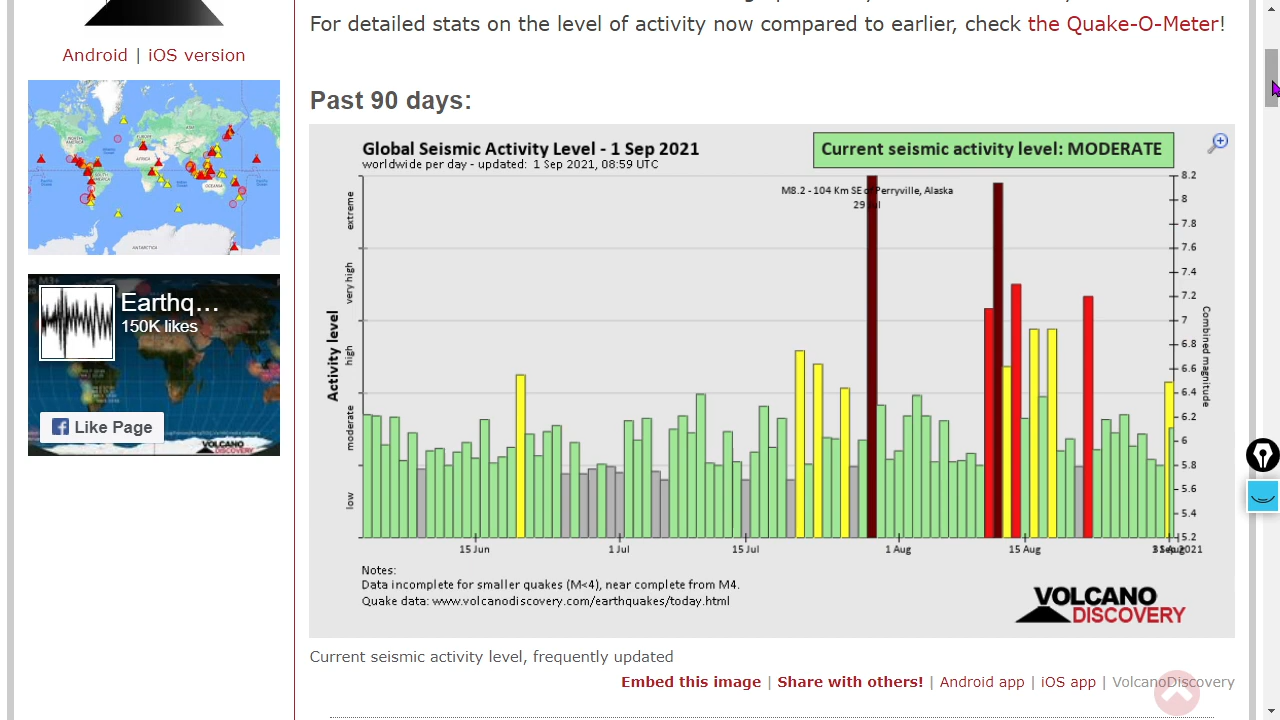 For detailed stats on the level of activity now compared to earlier, check the Quake-O-Meter!
Android | iOS version
Earthq...
150K likes
Like Page
VOLCANO
DISCOVERY
Past 90 days:
Global Seismic Activity Level - 1 Sep 2021
worldwide per day - updated: 1 Sep 2021, 08:59 UTC
Current seismic activity level: MODERATE
M8.2 - 104 Km SE of Perryville, Alaska
29 Jul
Activity level
extreme
very high
high
moderate
low
8.2
8
7.8
7.6
7.4
7.2
7
6.8
6.6
6.4
6.2
6
5.8
5.6
5.4
5.2
Combined magnitude
15 Jun
1 Jul
15 Jul
1 Aug
15 Aug
Notes:
Data incomplete for smaller quakes (M<4), near complete from M4.
Quake data: www.volcanodiscovery.com/earthquakes/today.html
VOLCANO
DISCOVERY
Current seismic activity level, frequently updated
Embed this image | Share with others! | Android app | iOS app | VolcanoDiscovery